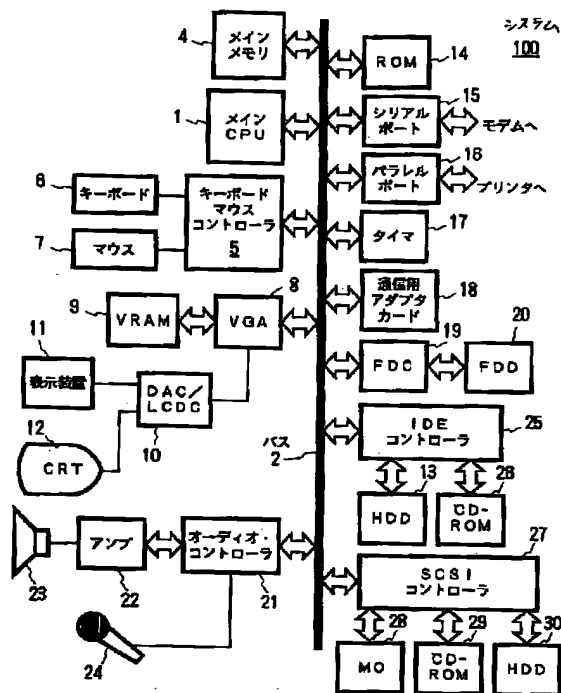 システム
100
4
メイン
メモリ
1
メイン
CPU
6
キーボード
7
マウス
キーボード
マウス
コントローラ
5
8
VGA
9
VRAM
11
表示装置
DAC/
LCDC
10
12
CRT
バス
2
アンプ
22
23
オーディオ・
コントローラ
21
24
ROM
14
15
シリアル
ポート
モデムへ
16
パラレル
ポート
プリンタへ
タイマ
17
通信用
アダプタ
カード
18
19
FDC
20
FDD
IDE
コントローラ
25
13
HDD
26
CD-
ROM
27
SCSI
コントローラ
28
MO
29
CD-
ROM
30
HDD